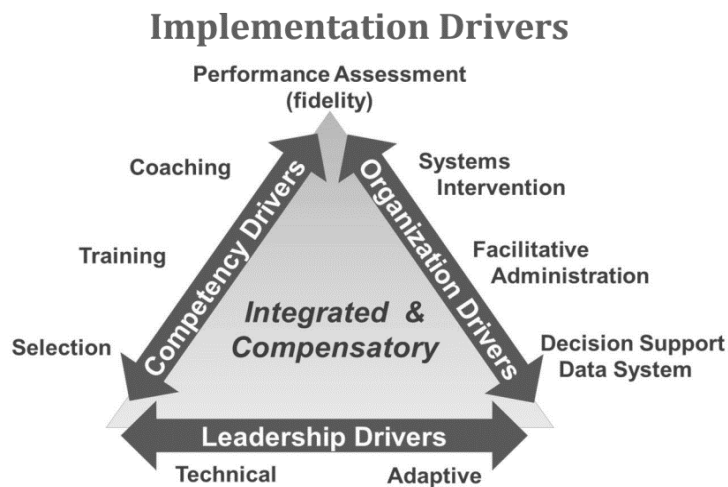 Implementation Drivers
Performance Assessment
(fidelity)
Coaching
Training
Selection
Competency Drivers
Organization Drivers
Systems
Intervention
Facilitative
Administration
Decision Support
Data System
Integrated &
Compensatory
Leadership Drivers
Technical
Adaptive